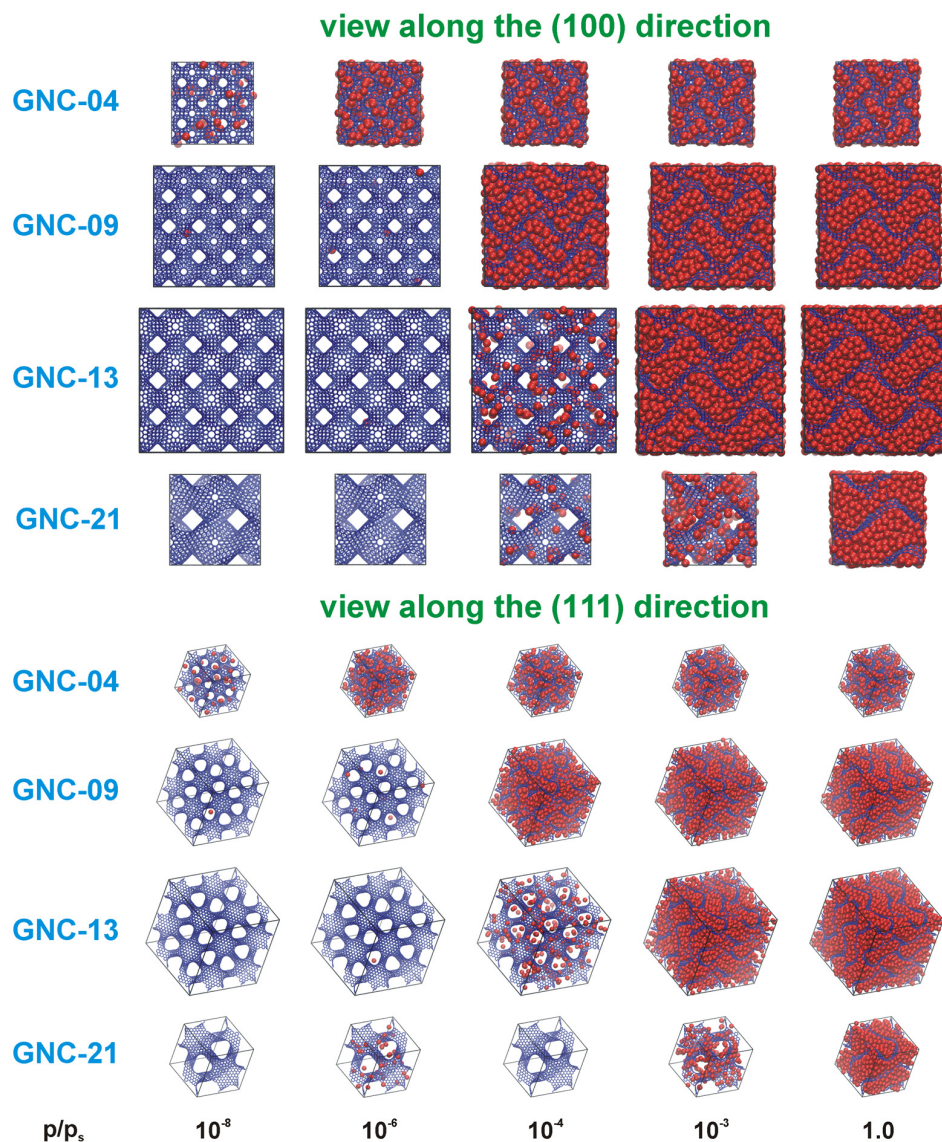 view along the (100) direction
GNC-04
GNC-09
GNC-13
GNC-21
view along the (111) direction
GNC-04
GNC-09
GNC-13
GNC-21
p/pₛ 10⁻⁸ 10⁻⁶ 10⁻⁴ 10⁻³ 1.0